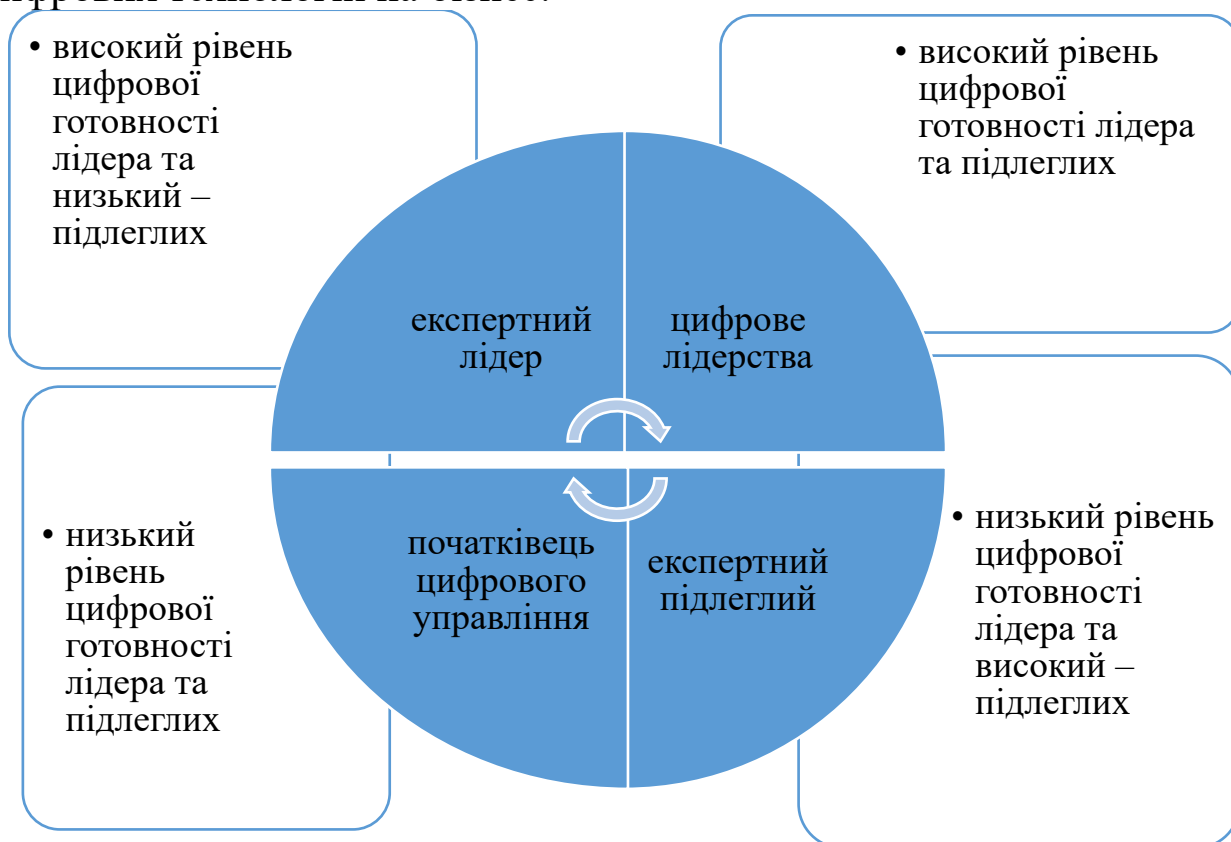 • високий рівень
цифрової
готовності
лідера та
низький –
підлеглих
• високий рівень
цифрової
готовності лідера
та підлеглих
експертний
лідер
цифрове
лідерства
початківець
цифрового
управління
експертний
підлеглий
• низький
рівень
цифрової
готовності
лідера та
підлеглих
• низький рівень
цифрової
готовності
лідера та
високий –
підлеглих